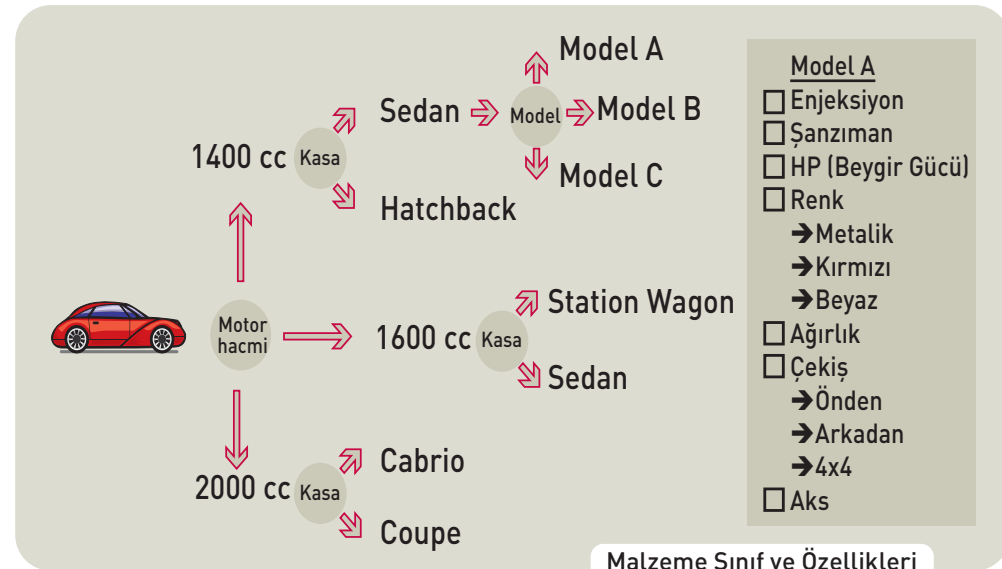 Model A
Sedan
Model
Model B
1400 cc
Kasa
Model C
Hatchback
Motor
hacmi
1600 cc
Kasa
Station Wagon
Sedan
2000 cc
Kasa
Cabrio
Coupe
Model A
Enjeksiyon
Şanzıman
HP (Beygir Gücü)
Renk
➔Metalik
➔Kırmızı
➔Beyaz
Ağırlık
Çekiş
➔Önden
➔Arkadan
➔4x4
Aks
Malzeme Sınıf ve Özellikleri